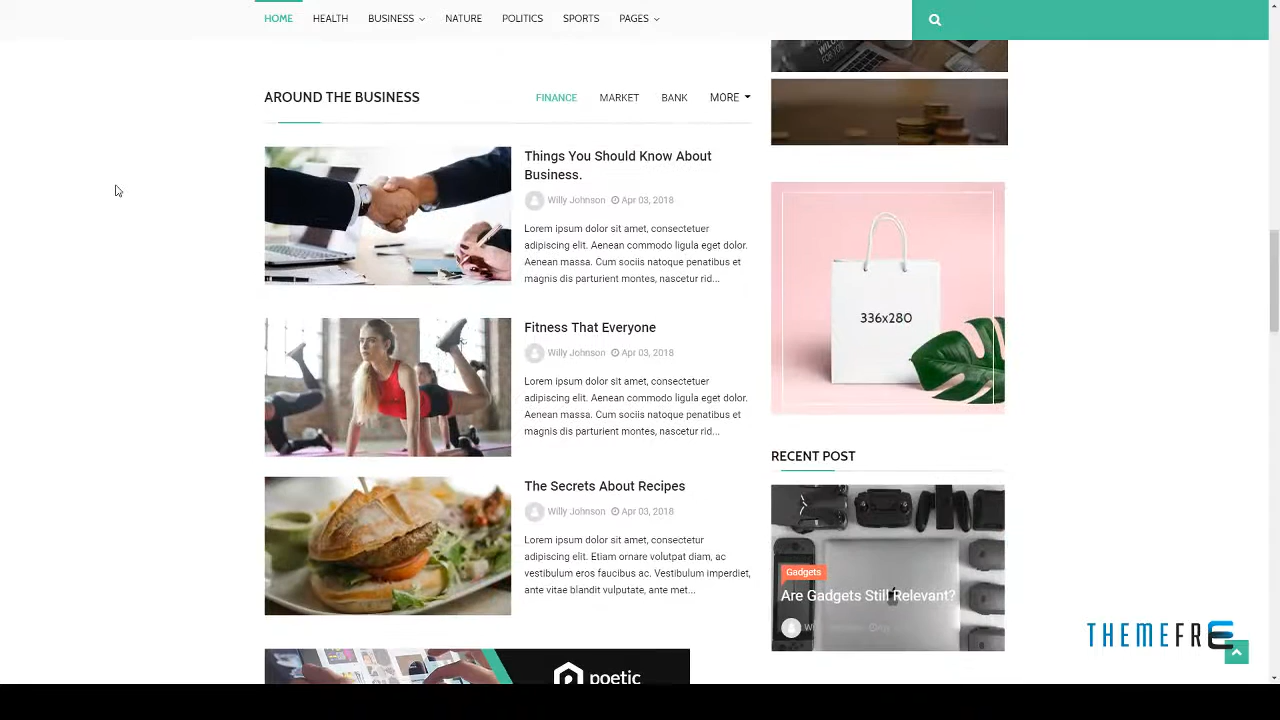 HOME HEALTH BUSINESS NATURE POLITICS SPORTS PAGES
AROUND THE BUSINESS FINANCE MARKET BANK MORE
Things You Should Know About
Business.
Willy Johnson Apr 03, 2018
Lorem ipsum dolor sit amet, consectetuer
adipiscing elit. Aenean commodo ligula eget dolor.
Aenean massa. Cum sociis natoque penatibus et
magnis dis parturient montes, nascetur rid...
Fitness That Everyone
Willy Johnson Apr 03, 2018
Lorem ipsum dolor sit amet, consectetuer
adipiscing elit. Aenean commodo ligula eget dolor.
Aenean massa. Cum sociis natoque penatibus et
magnis dis parturient montes, nascetur rid...
The Secrets About Recipes
Willy Johnson Apr 03, 2018
Lorem ipsum dolor sit amet, consectetur
adipiscing elit. Etiam ornare volutpat diam, ac
vestibulum eros faucibus ac. Vestibulum imperdiet,
ante vitae blandit vulputate, ante met...
poetic
FOR YOU
336x280
RECENT POST
Gadgets
Are Gadgets Still Relevant?
THEMEFRE